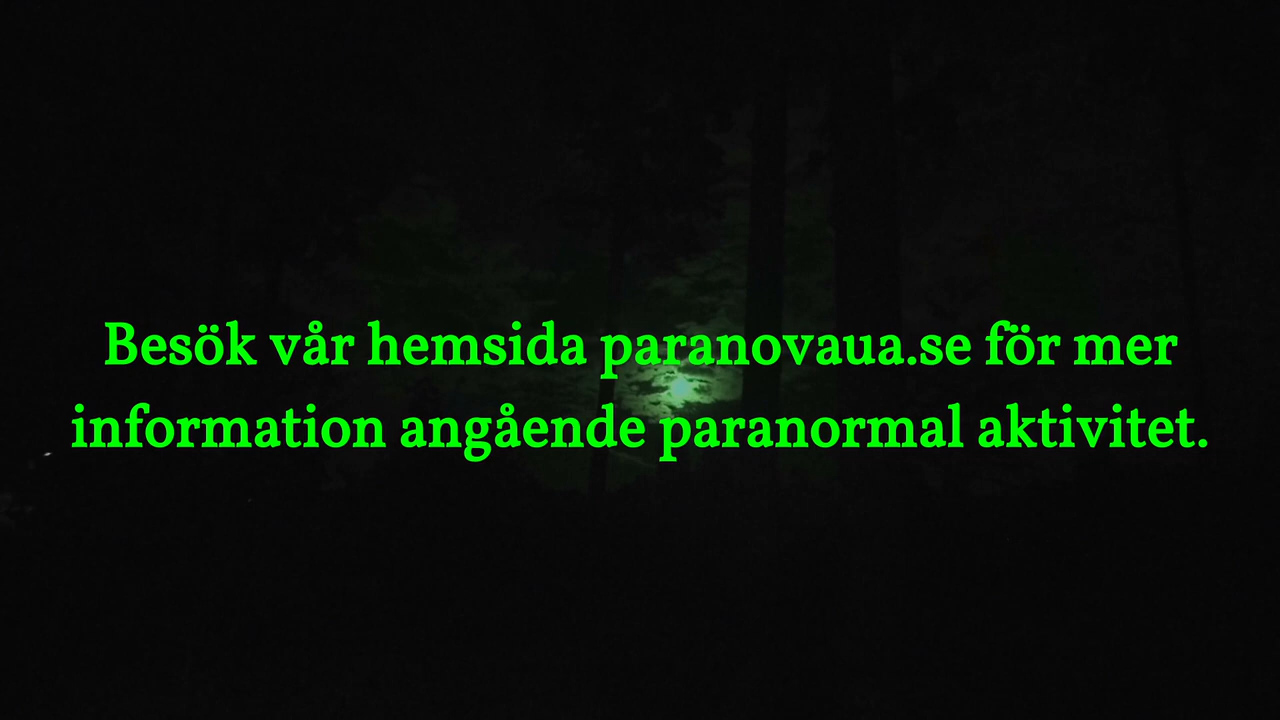 Besök vår hemsida paranovaua.se för mer
information angående paranormal aktivitet.